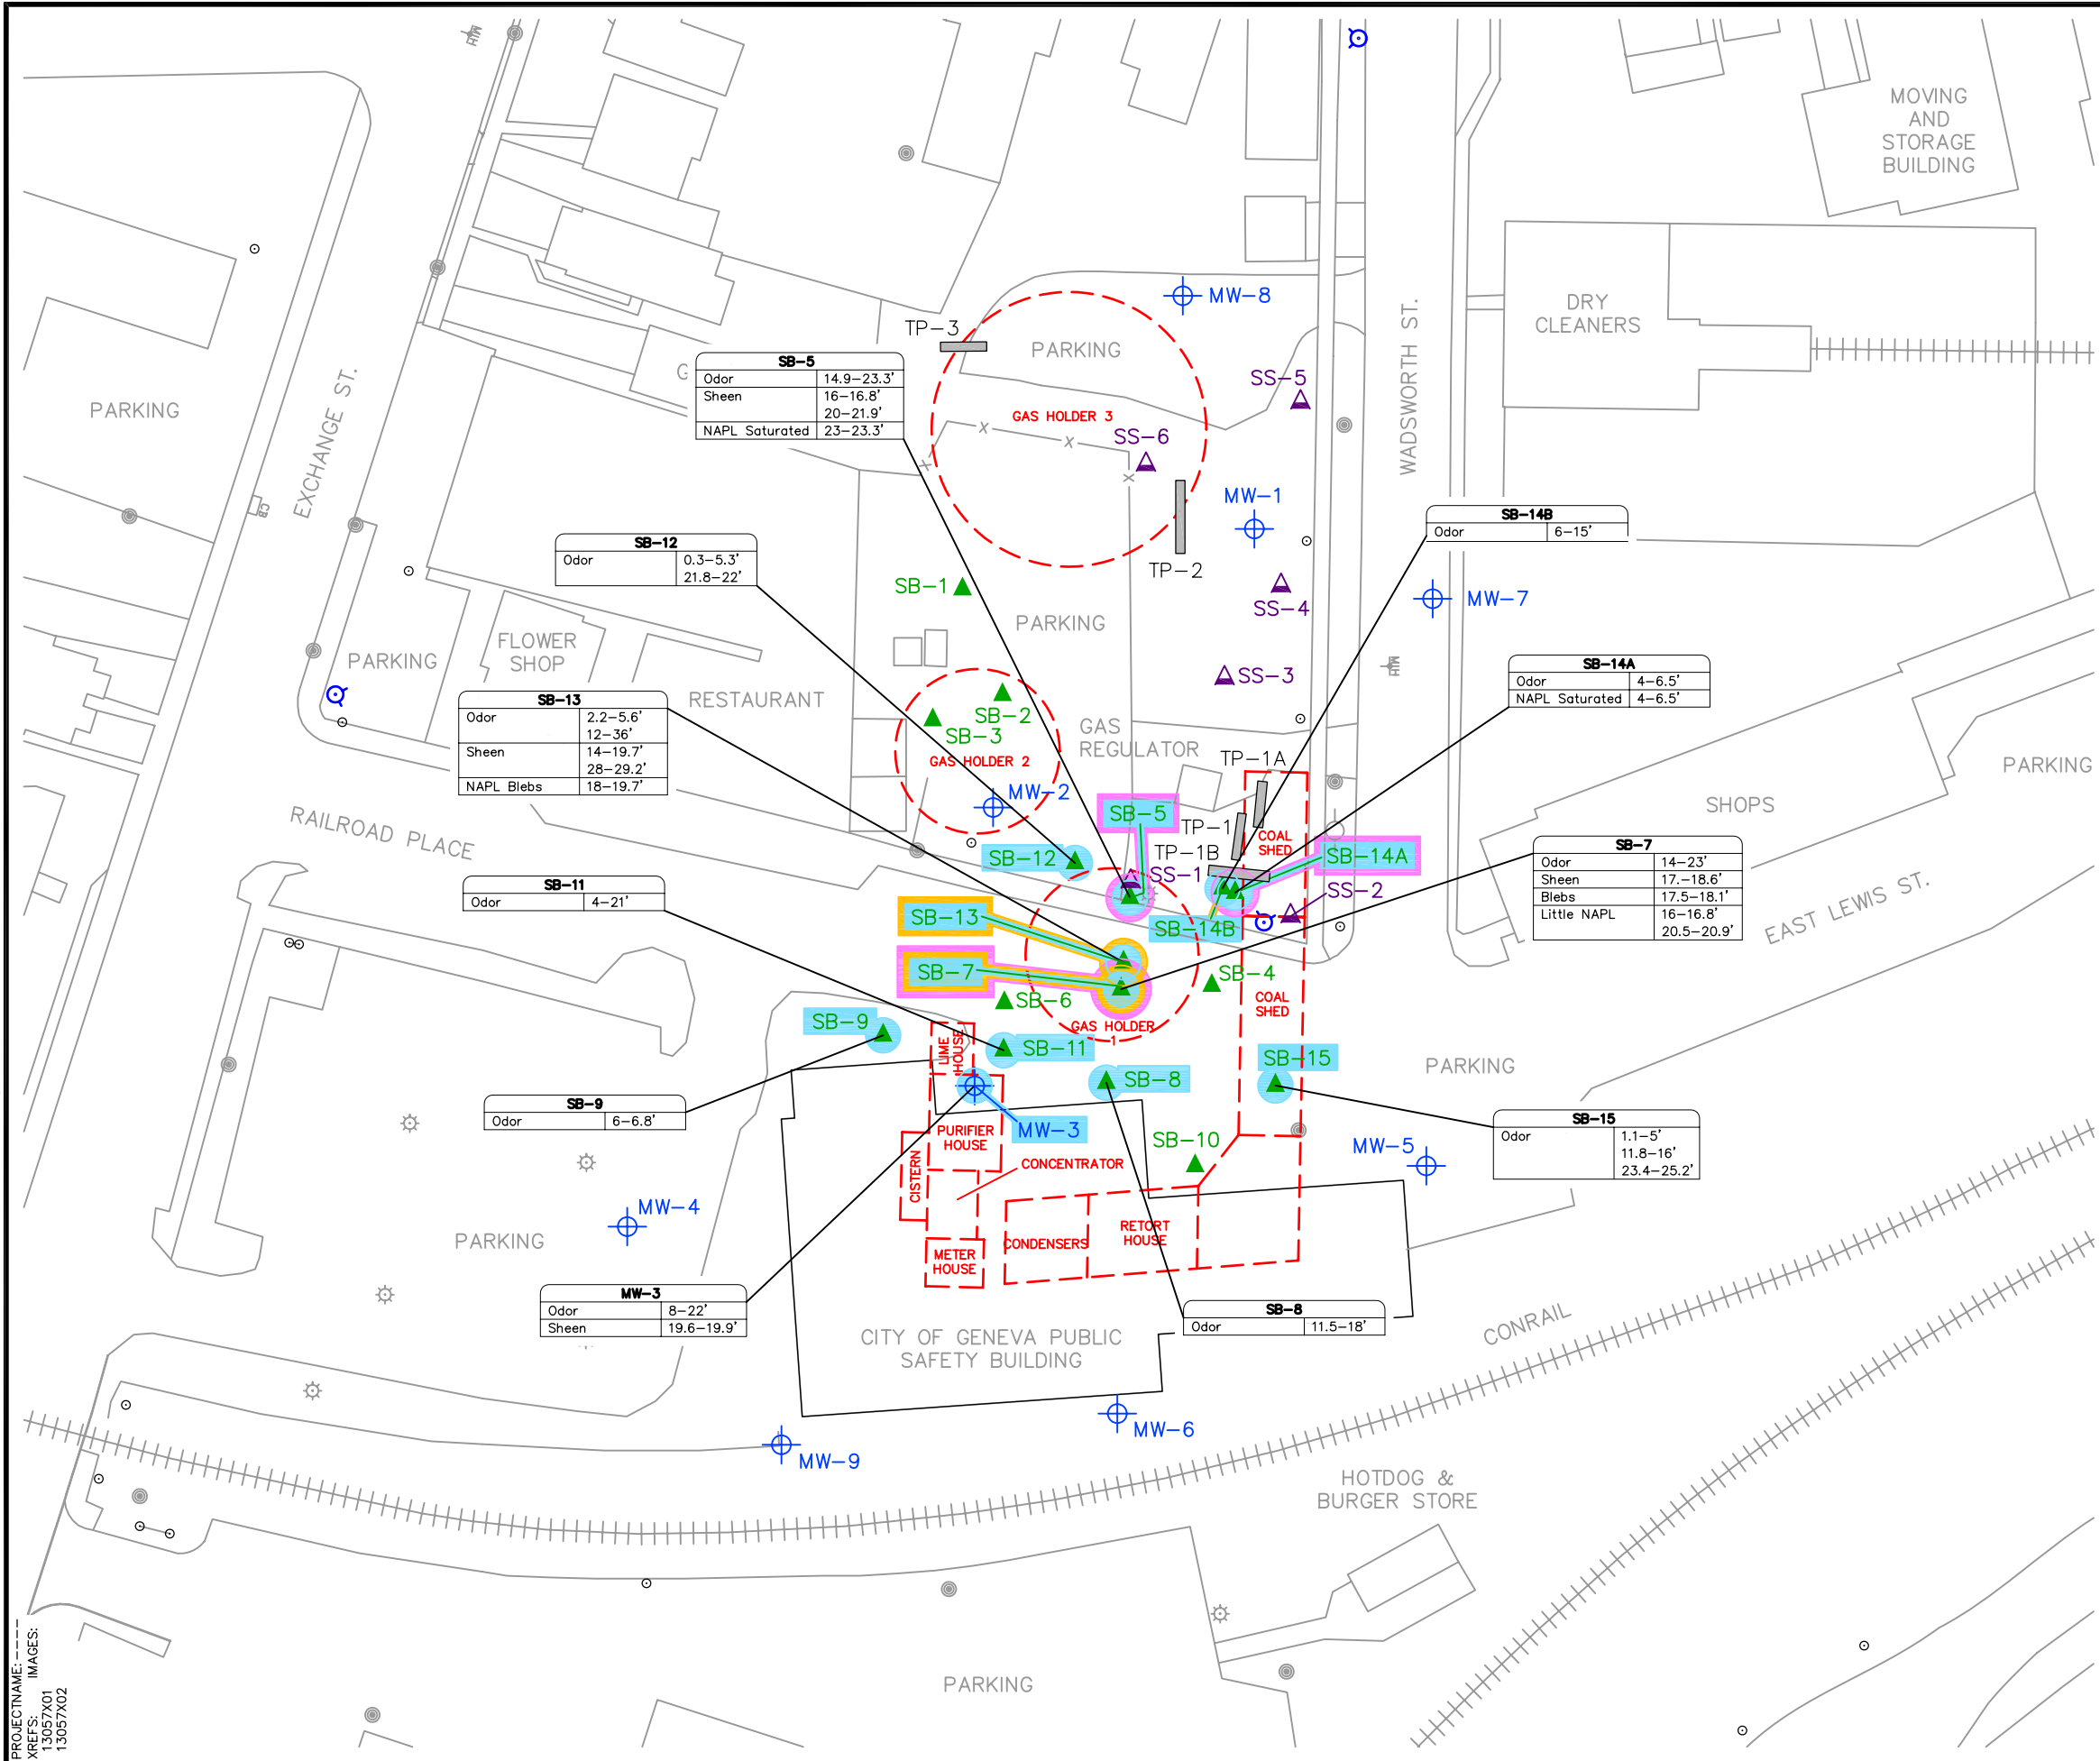 MH
MOVING
AND
STORAGE
BUILDING
MW-8
DRY
CLEANERS
TP-3
PARKING
SB-5
Odor 14.9-23.3'
Sheen 16-16.8'
20-21.9'
NAPL Saturated 23-23.3'
G
PARKING
EXCHANGE ST.
CB
WADSWORTH ST.
SS-5
GAS HOLDER 3
X
X
X
X
SS-6
MW-1
TP-2
SB-14B
Odor 6-15'
SB-12
Odor 0.3-5.3'
21.8-22'
SB-1
SS-4
MW-7
PARKING
FLOWER
SHOP
PARKING
MH
SB-14A
Odor 4-6.5'
NAPL Saturated 4-6.5'
SS-3
SB-13
Odor 2.2-5.6'
12-36'
Sheen 14-19.7'
28-29.2'
NAPL Blebs 18-19.7'
RESTAURANT
SB-2
SB-3
GAS HOLDER 2
GAS
REGULATOR
TP-1A
PARKING
MW-2
SHOPS
RAILROAD PLACE
SB-5
TP-1
COAL
SHED
TP-1B
SB-14A
SB-12
SB-7
Odor 14-23'
Sheen 17.-18.6'
Blebs 17.5-18.1'
Little NAPL 16-16.8'
20.5-20.9'
SS-1
SS-2
SB-11
Odor 4-21'
SB-13
SB-14B
EAST LEWIS ST.
SB-7
SB-4
SB-6
COAL
SHED
GAS HOLDER
1
SB-9
LIME
HOUSE
SB-11
SB-15
PARKING
SB-8
SB-9
Odor 6-6.8'
MW-3
PURIFIER
HOUSE
SB-10
MW-5
SB-15
Odor 1.1-5'
11.8-16'
23.4-25.2'
CONCENTRATOR
CISTERN
MW-4
PARKING
CONDENSERS
RETORT
HOUSE
METER
HOUSE
MW-3
Odor 8-22'
Sheen 19.6-19.9'
SB-8
Odor 11.5-18'
CITY OF GENEVA PUBLIC
SAFETY BUILDING
CONRAIL
MW-6
MW-9
HOTDOG &
BURGER STORE
PARKING
PROJECTNAME: ----
XREFS: IMAGES:
13057X01
13057X02